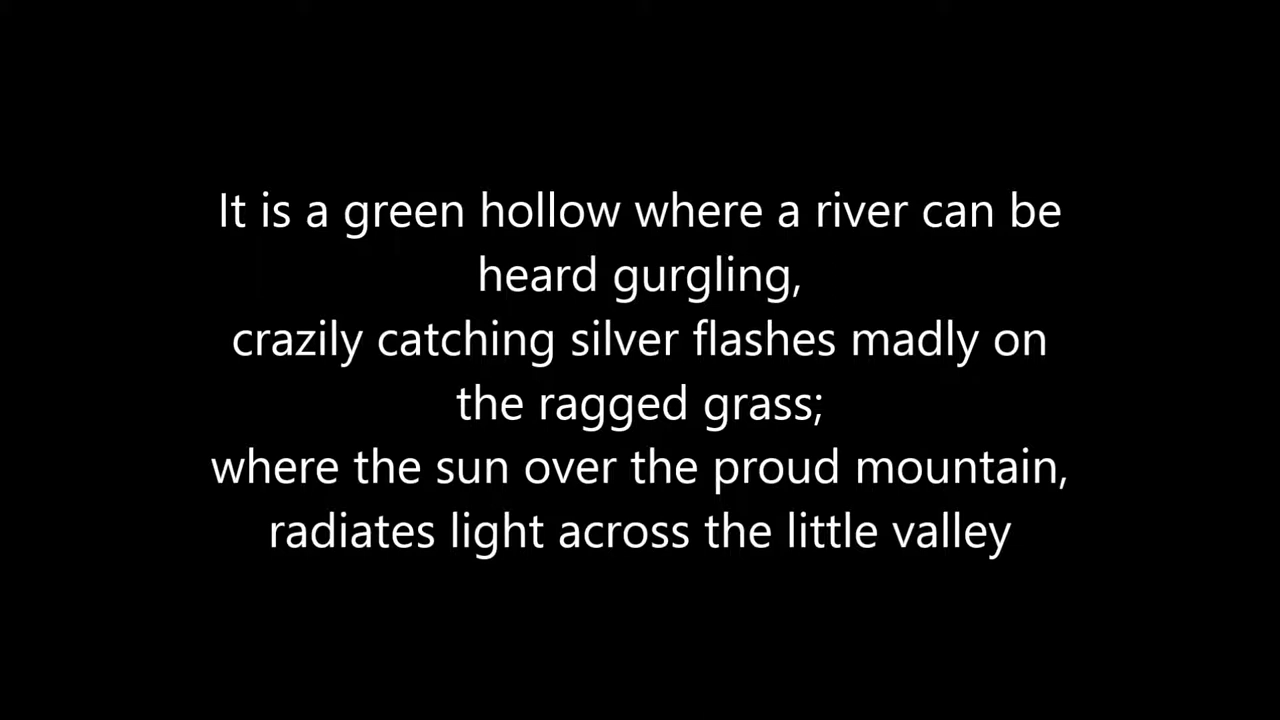 It is a green hollow where a river can be
heard gurgling,
crazily catching silver flashes madly on
the ragged grass;
where the sun over the proud mountain,
radiates light across the little valley